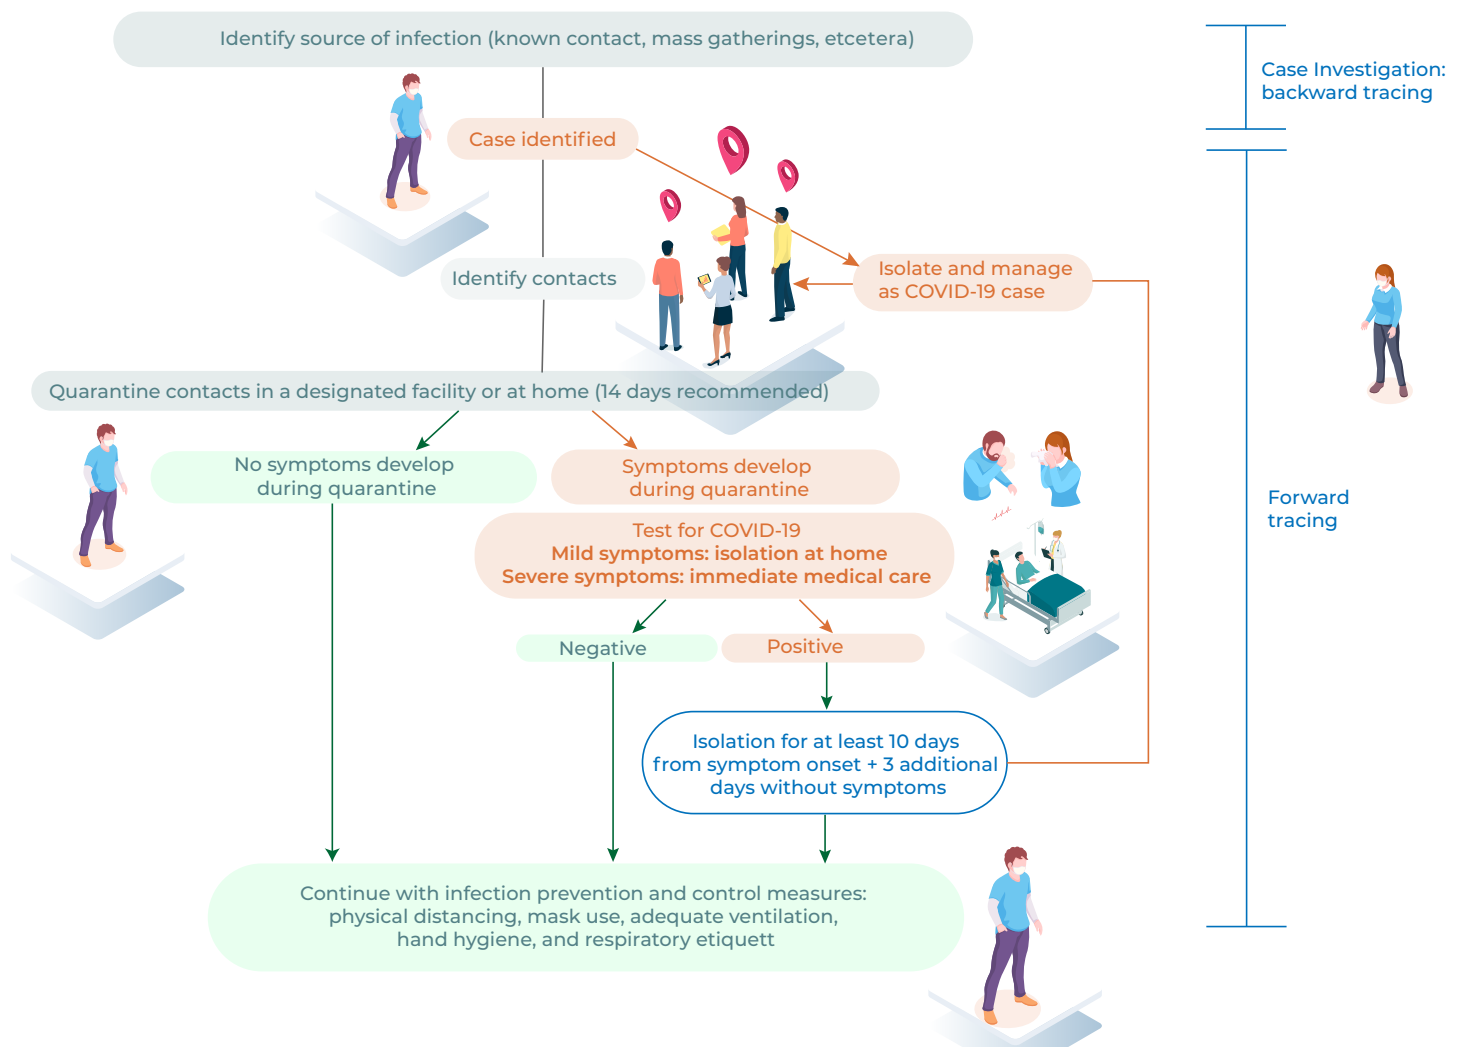 Identify source of infection (known contact, mass gatherings, etcetera)
Case Investigation:
backward tracing
Case identified
Identify contacts
Isolate and manage
as COVID-19 case
Quarantine contacts in a designated facility or at home (14 days recommended)
No symptoms develop
during quarantine
Symptoms develop
during quarantine
Forward
tracing
Test for COVID-19
Mild symptoms: isolation at home
Severe symptoms: immediate medical care
Negative
Positive
Isolation for at least 10 days
from symptom onset + 3 additional
days without symptoms
Continue with infection prevention and control measures:
physical distancing, mask use, adequate ventilation,
hand hygiene, and respiratory etiquett